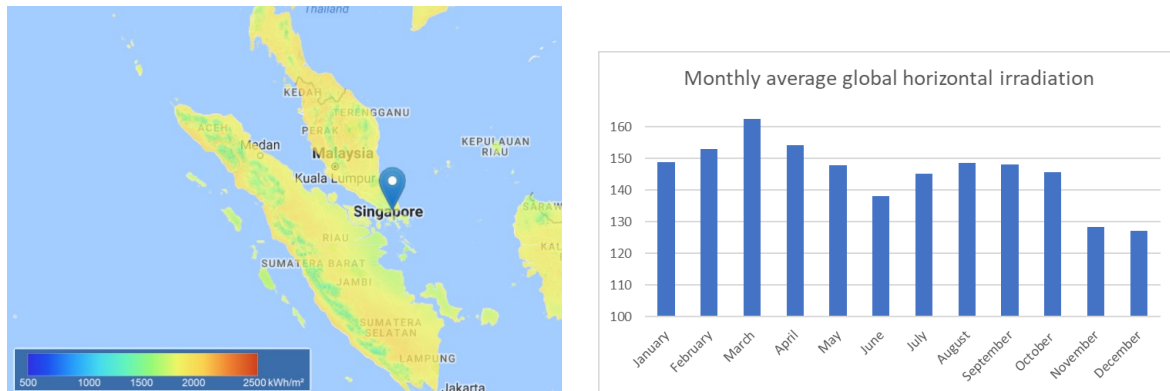 Thailand
KEDAH
TERENGGANU
PERAK
ACEH
Medan
Malaysia
Kuala Lumpur
KEPULAUAN
RIAU
Singapore
SARAW
RIAU
KAL
SUMATERA BARAT
JAMBI
SUMATERA
SELATAN
LAMPUNG
Jakarta
500 1000 1500 2000 2500 kWh/m²
Monthly average global horizontal irradiation
160
150
140
130
120
110
100
January February March April May June July August September October November December